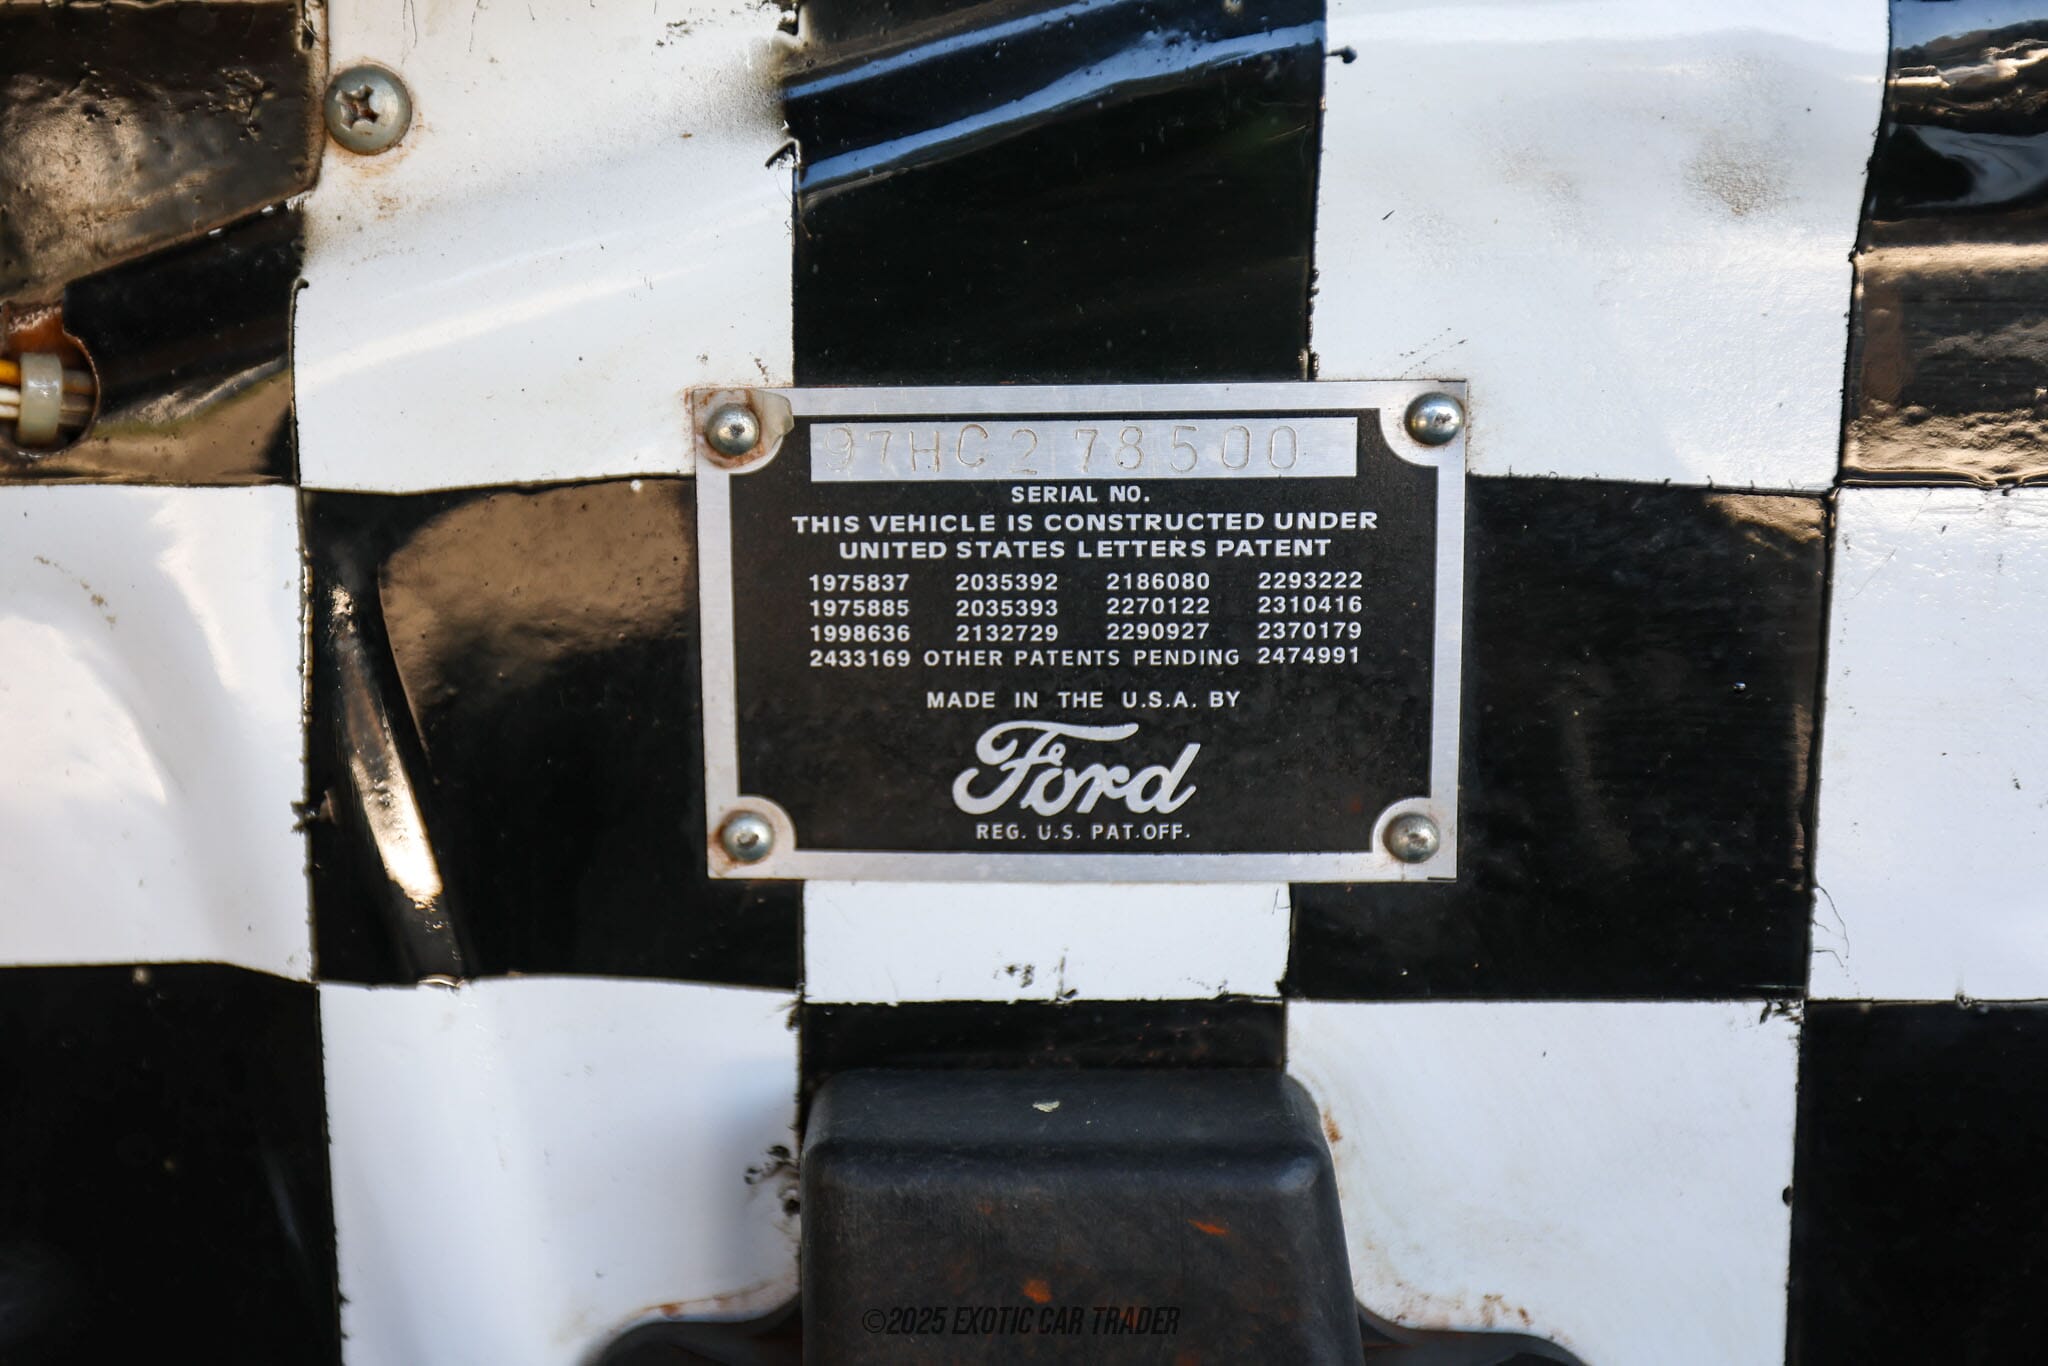 97HC278500
SERIAL NO.
THIS VEHICLE IS CONSTRUCTED UNDER
UNITED STATES LETTERS PATENT
1975837 2035392 2186080 2293222
1975885 2035393 2270122 2310416
1998636 2132729 2290927 2370179
2433169 OTHER PATENTS PENDING 2474991
MADE IN THE U.S.A. BY
Ford
REG. U.S. PAT. OFF.
©2025 EXOTIC CAR TRADER